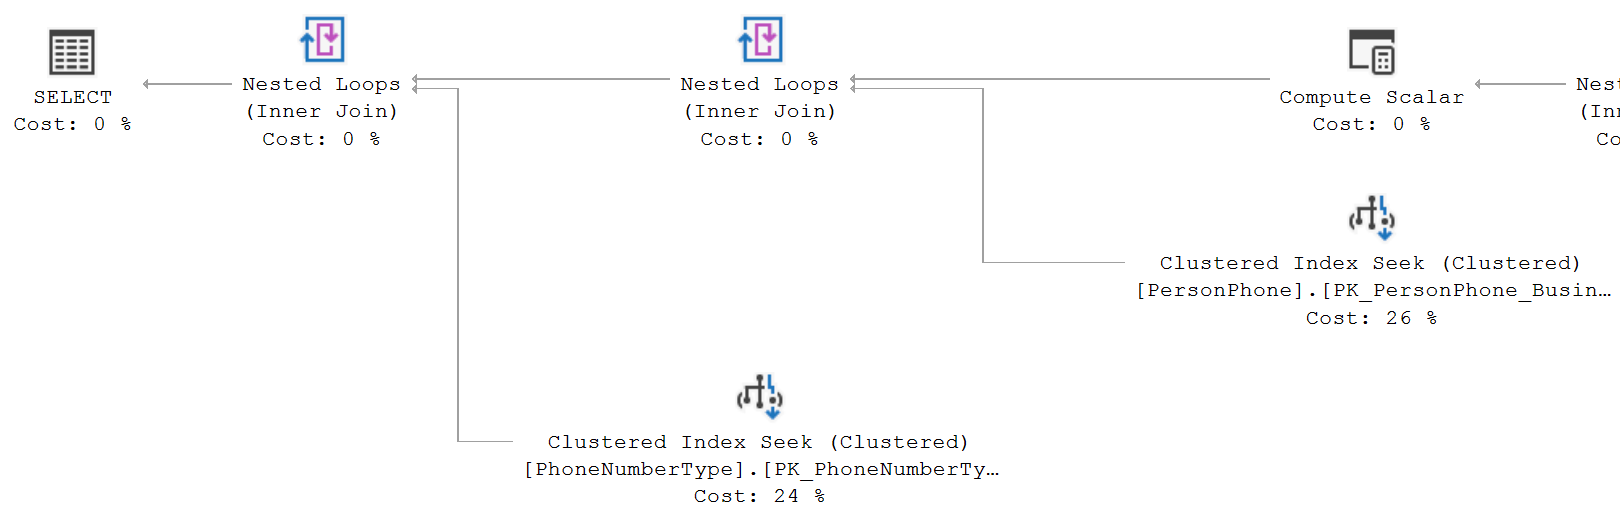 SELECT
Cost: 0 %
Nested Loops
(Inner Join)
Cost: 0 %
Nested Loops
(Inner Join)
Cost: 0 %
Compute Scalar
Cost: 0 %
Nest
(Inn
Co
Clustered Index Seek (Clustered)
[PersonPhone].[PK_PersonPhone_Busin…
Cost: 26 %
Clustered Index Seek (Clustered)
[PhoneNumberType].[PK_PhoneNumberTy…
Cost: 24 %